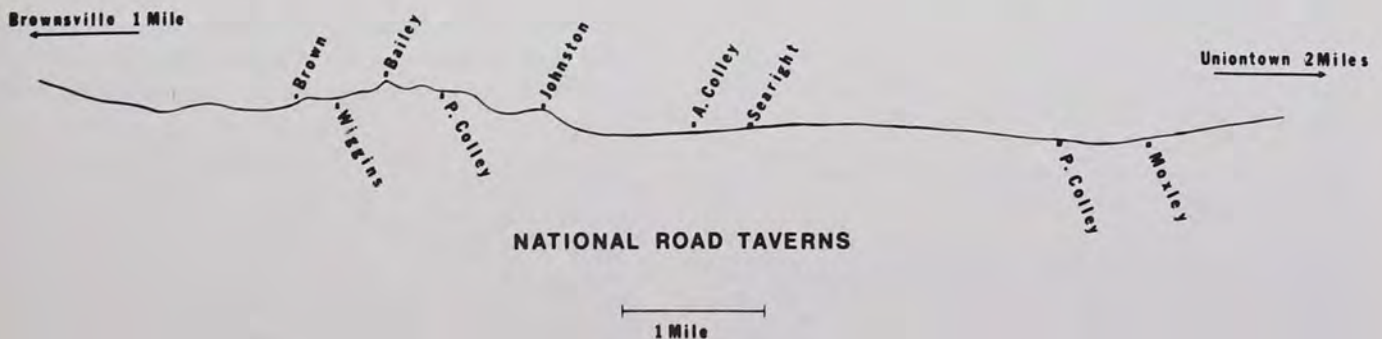 Brownsville 1 Mile
Brown
Wiggins
Bailey
P. Colley
Johnston
A. Colley
Searight
Uniontown 2 Miles
P. Colley
Moxley
NATIONAL ROAD TAVERNS
1 Mile